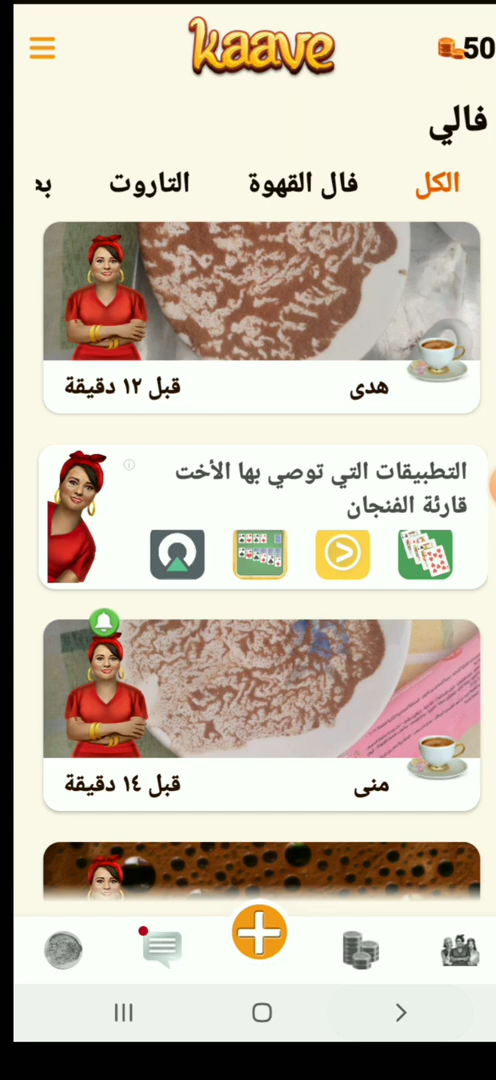 kaave
50
فالي
الكل
فال القهوة
التاروت
هدى
قبل ١٢ دقيقة
التطبيقات التي توصي بها الأخت
قارئة الفنجان
منى
قبل ١٤ دقيقة